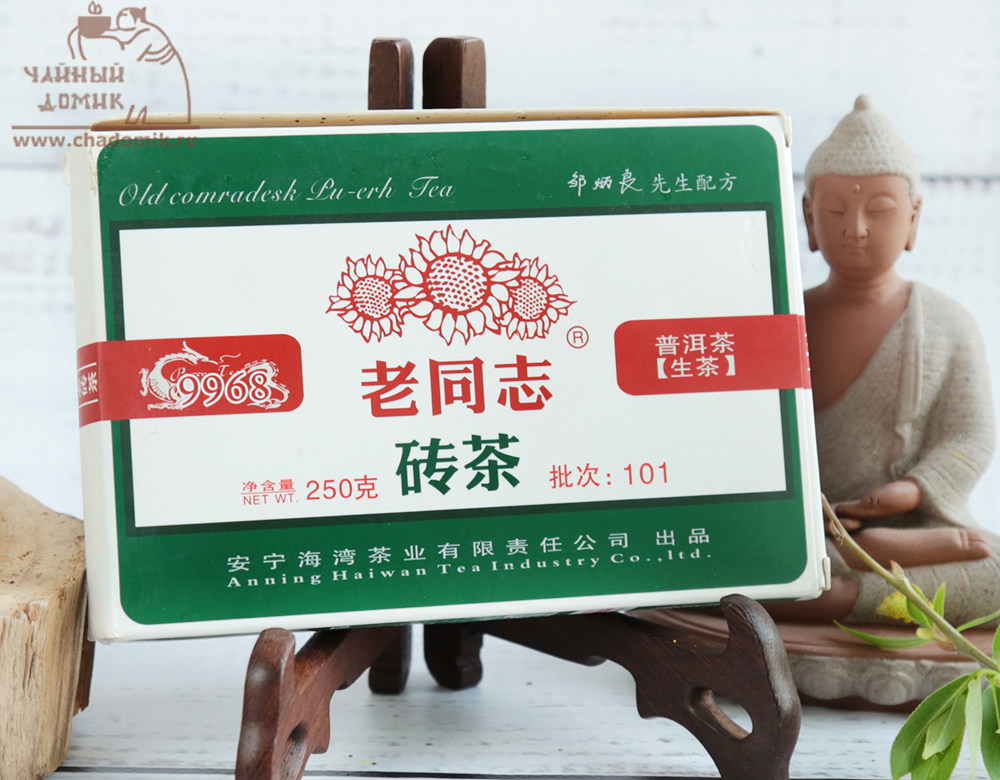 ЧАЙНЫЙ
ДОМИК
www.chadomik.ru
Old comradesk Pu-erh Tea
邹炳良先生配方
®
9968
普洱茶
【生茶】
老同志
砖茶
净含量
NET WT. 250克
批次：101
安宁海湾茶业有限责任公司 出品
Anning Haiwan Tea Industry Co.,ltd.